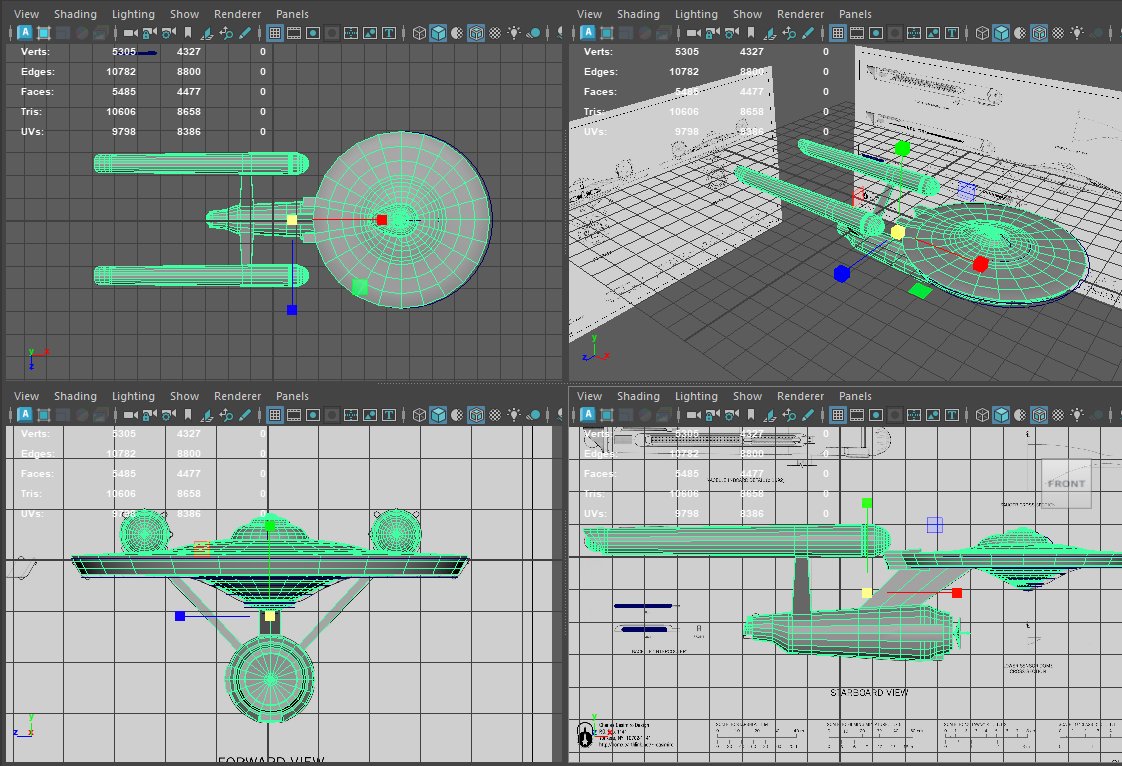 View Shading Lighting Show Renderer Panels
Verts: 5305 4327 0
Edges: 10782 8800 0
Faces: 5485 4477 0
Tris: 10606 8658 0
UVs: 9798 8386 0
y x
z
View Shading Lighting Show Renderer Panels
Verts: 5305 4327 0
Edges: 10782 8800 0
Faces: 5485 4477 0
Tris: 10606 8658 0
UVs: 9798 8386 0
y
z x
View Shading Lighting Show Renderer Panels
Verts: 5305 4327 0
Edges: 10782 8800 0
Faces: 5485 4477 0
Tris: 10606 8658 0
UVs: 9798 8386 0
y
z x
FORWARD VIEW
View Shading Lighting Show Renderer Panels
Verts: 5305 4327 0
Edges: 10782 8800 0
Faces: 5485 4477 0
Tris: 10606 8658 0
UVs: 9798 8386 0
FRONT
LOWER SENSOR DOME
CROSS SECTION
STARBOARD VIEW